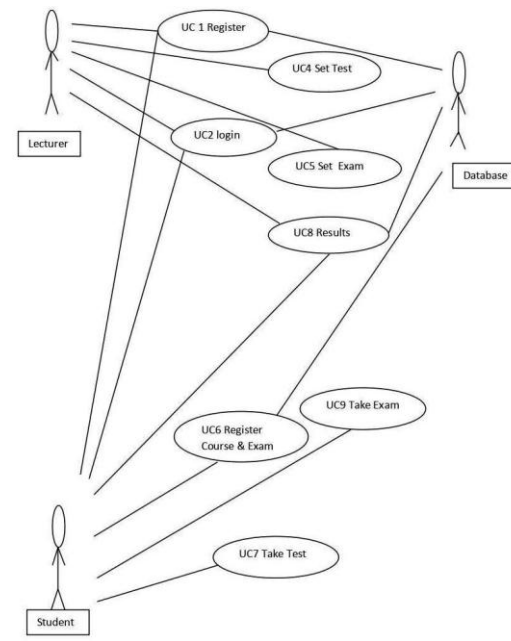 UC 1 Register
UC4 Set Test
UC2 login
Lecturer
UC5 Set Exam
Database
UC8 Results
UC9 Take Exam
UC6 Register
Course & Exam
UC7 Take Test
Student